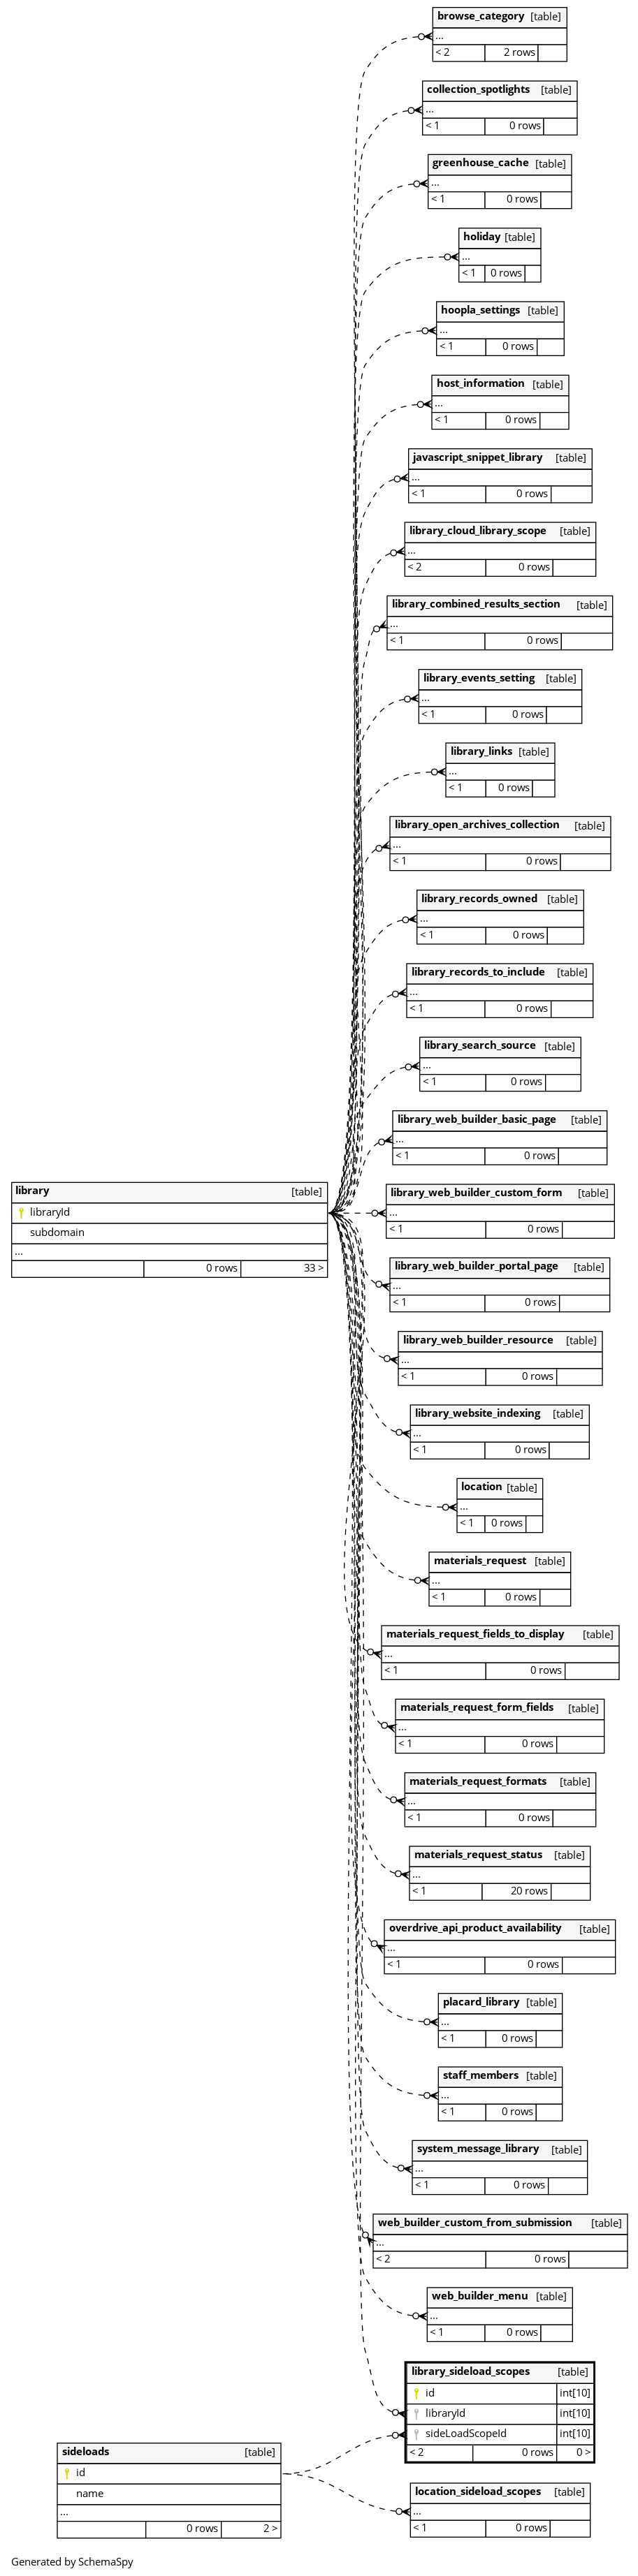 browse_category [table]
...
< 2 2 rows
collection_spotlights [table]
...
< 1 0 rows
greenhouse_cache [table]
...
< 1 0 rows
holiday [table]
...
< 1 0 rows
hoopla_settings [table]
...
< 1 0 rows
host_information [table]
...
< 1 0 rows
javascript_snippet_library [table]
...
< 1 0 rows
library_cloud_library_scope [table]
...
< 2 0 rows
library_combined_results_section [table]
...
< 1 0 rows
library_events_setting [table]
...
< 1 0 rows
library_links [table]
...
< 1 0 rows
library_open_archives_collection [table]
...
< 1 0 rows
library_records_owned [table]
...
< 1 0 rows
library_records_to_include [table]
...
< 1 0 rows
library_search_source [table]
...
< 1 0 rows
library_web_builder_basic_page [table]
...
< 1 0 rows
library [table]
libraryId
subdomain
...
0 rows 33 >
library_web_builder_custom_form [table]
...
< 1 0 rows
library_web_builder_portal_page [table]
...
< 1 0 rows
library_web_builder_resource [table]
...
< 1 0 rows
library_website_indexing [table]
...
< 1 0 rows
location [table]
...
< 1 0 rows
materials_request [table]
...
< 1 0 rows
materials_request_fields_to_display [table]
...
< 1 0 rows
materials_request_form_fields [table]
...
< 1 0 rows
materials_request_formats [table]
...
< 1 0 rows
materials_request_status [table]
...
< 1 20 rows
overdrive_api_product_availability [table]
...
< 1 0 rows
placard_library [table]
...
< 1 0 rows
staff_members [table]
...
< 1 0 rows
system_message_library [table]
...
< 1 0 rows
web_builder_custom_from_submission [table]
...
< 2 0 rows
web_builder_menu [table]
...
< 1 0 rows
library_sideload_scopes [table]
id int[10]
libraryId int[10]
sideLoadScopeId int[10]
< 2 0 rows 0 >
sideloads [table]
id
name
...
0 rows 2 >
location_sideload_scopes [table]
...
< 1 0 rows
Generated by SchemaSpy